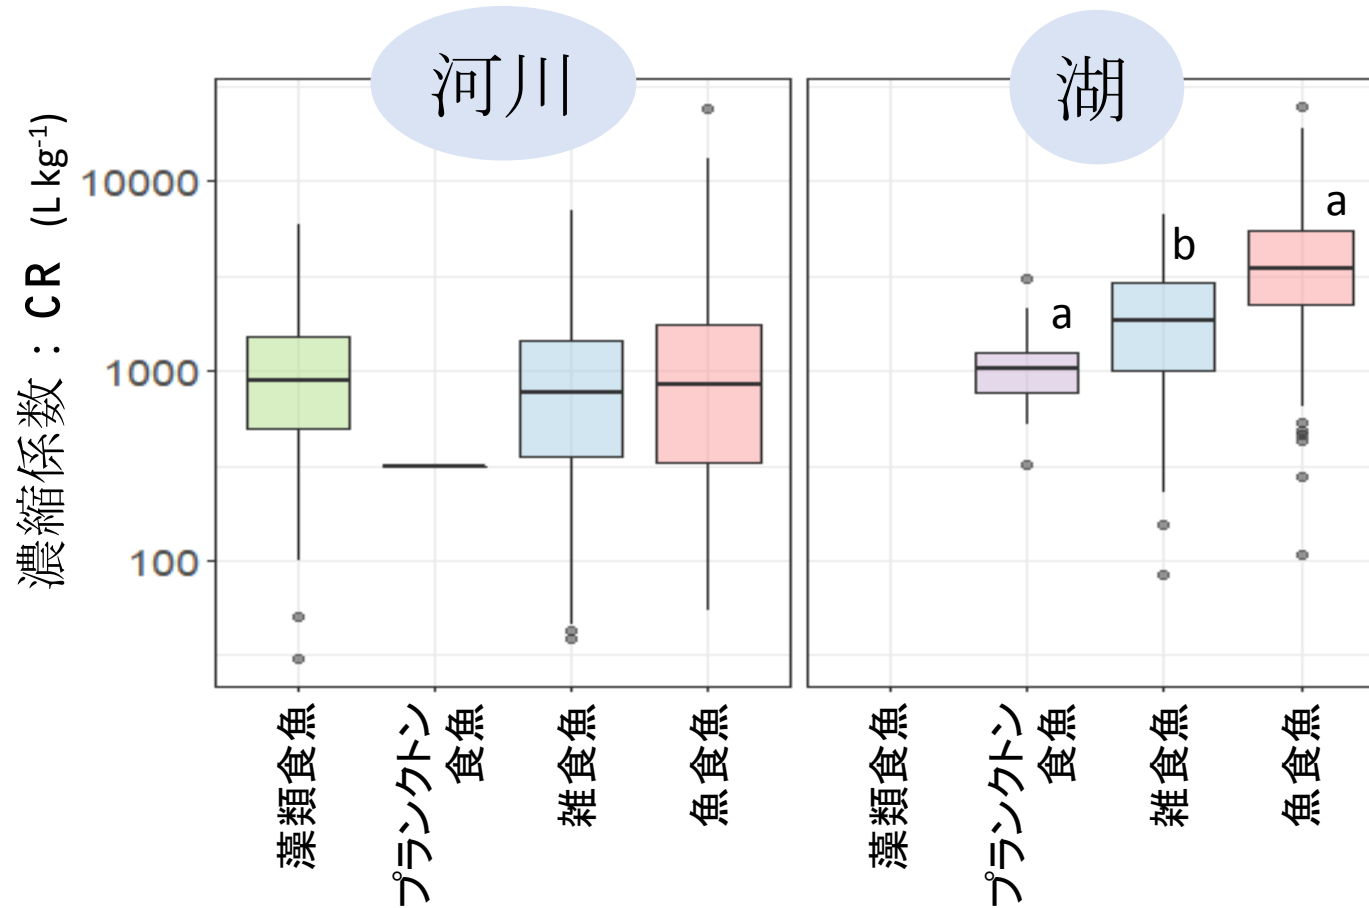 河川
湖
濃縮係数：CR (L kg-1)
10000
1000
100
a
b
a
藻類食魚
プランクトン
食魚
雑食魚
魚食魚
藻類食魚
プランクトン
食魚
雑食魚
魚食魚